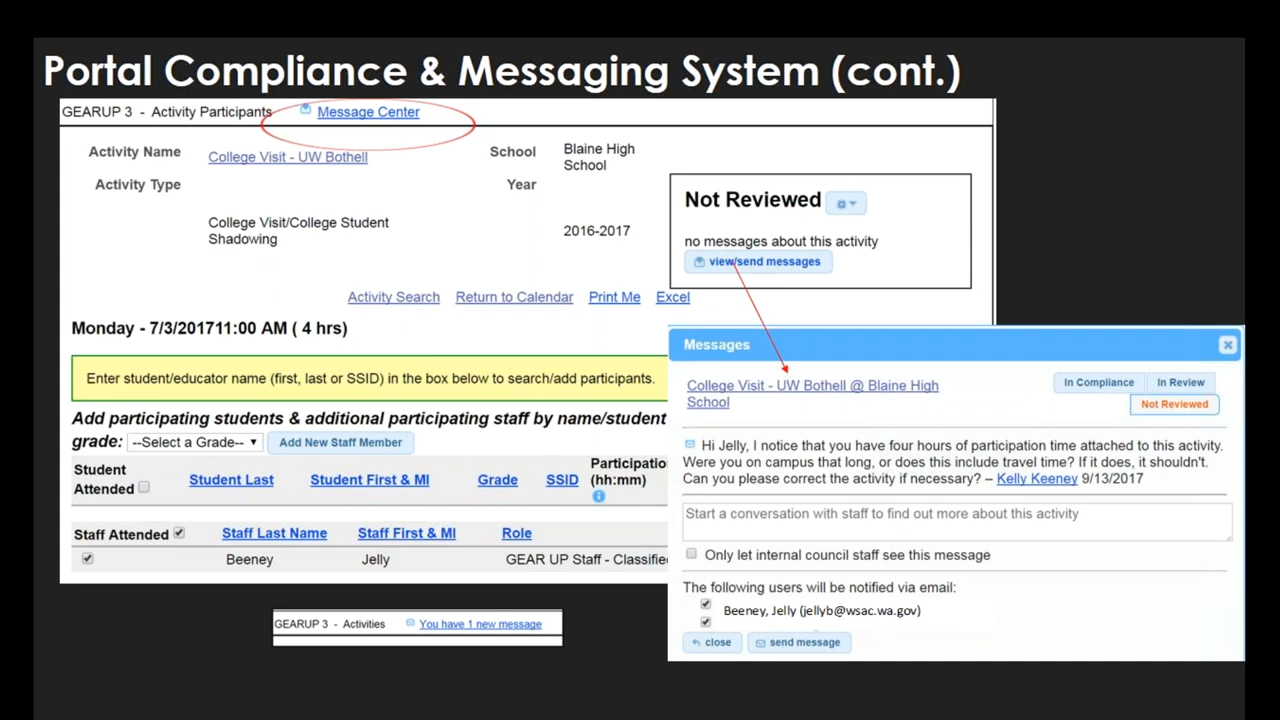 Portal Compliance & Messaging System (cont.)
GEARUP 3 - Activity Participants Message Center
Activity Name College Visit - UW Bothell School Blaine High
School
Activity Type Year
College Visit/College Student
Shadowing 2016-2017
Not Reviewed
no messages about this activity
view/send messages
Activity Search Return to Calendar Print Me Excel
Monday - 7/3/201711:00 AM ( 4 hrs)
Enter student/educator name (first, last or SSID) in the box below to search/add participants.
Add participating students & additional participating staff by name/student
grade: --Select a Grade-- Add New Staff Member
Student
Attended Student Last Student First & MI Grade SSID Participatio
(hh:mm)
Staff Attended Staff Last Name Staff First & MI Role
Beeney Jelly GEAR UP Staff - Classifie
GEARUP 3 - Activities You have 1 new message
Messages
College Visit - UW Bothell @ Blaine High
School
In Compliance In Review
Not Reviewed
Hi Jelly, I notice that you have four hours of participation time attached to this activity.
Were you on campus that long, or does this include travel time? If it does, it shouldn't.
Can you please correct the activity if necessary? – Kelly Keeney 9/13/2017
Start a conversation with staff to find out more about this activity
Only let internal council staff see this message
The following users will be notified via email:
Beeney, Jelly (jellyb@wsac.wa.gov)
close send message